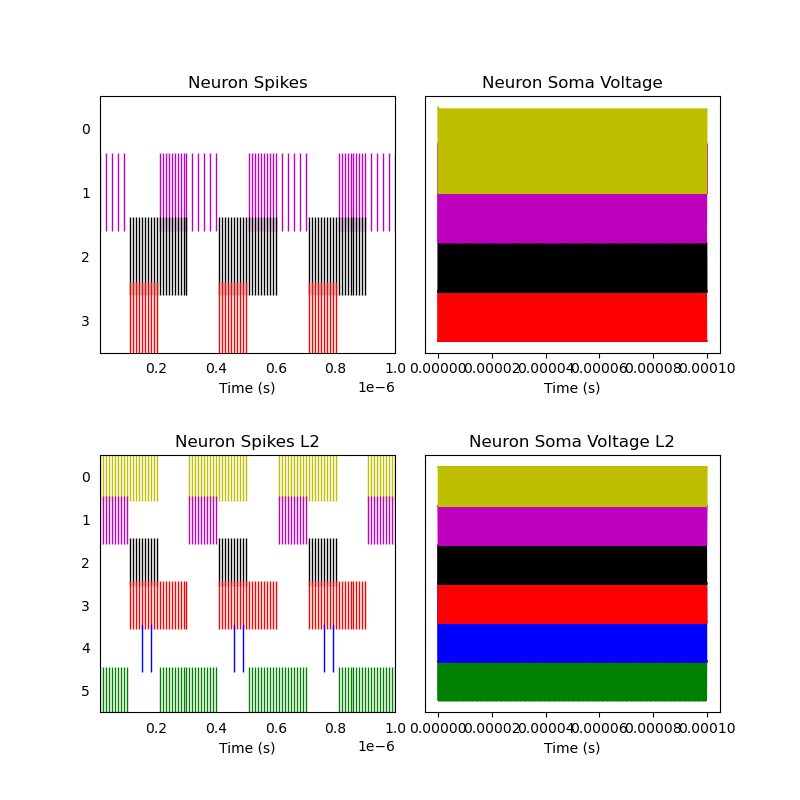 Neuron Spikes
0
1
2
3
0.2 0.4 0.6 0.8 1.0
Time (s)
1e−6
Neuron Soma Voltage
0.00000 0.00002 0.00004 0.00006 0.00008 0.00010
Time (s)
Neuron Spikes L2
0
1
2
3
4
5
0.2 0.4 0.6 0.8 1.0
Time (s)
1e−6
Neuron Soma Voltage L2
0.00000 0.00002 0.00004 0.00006 0.00008 0.00010
Time (s)